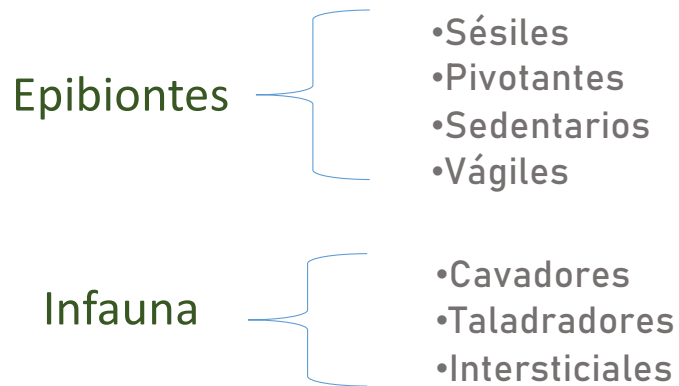 Epibiontes
•Sésiles
•Pivotantes
•Sedentarios
•Vágiles
Infauna
•Cavadores
•Taladradores
•Intersticiales